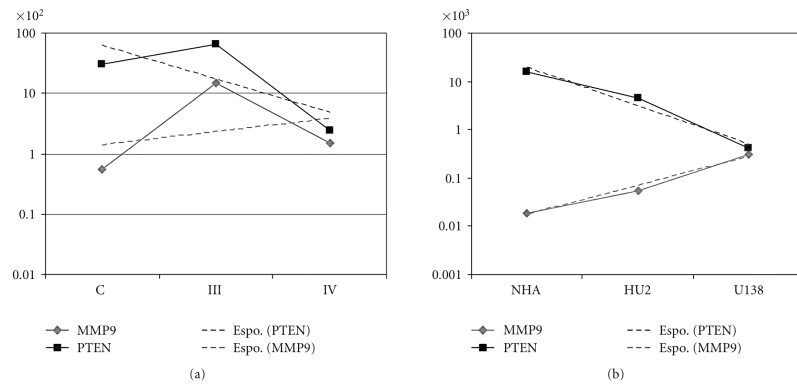 ×10²
100
10
1
0.1
0.01
C III IV
MMP9
PTEN
Espo. (PTEN)
Espo. (MMP9)
(a)
×10³
100
10
1
0.1
0.01
0.001
NHA HU2 U138
MMP9
PTEN
Espo. (PTEN)
Espo. (MMP9)
(b)